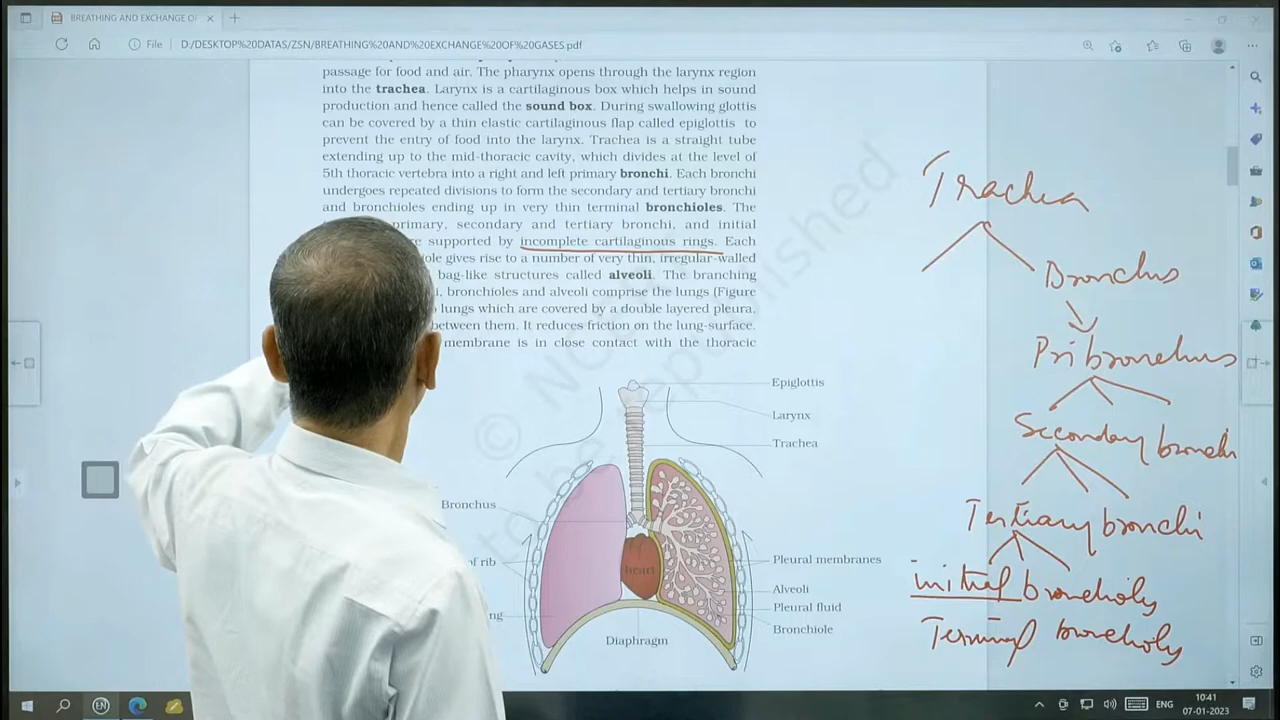 BREATHING AND EXCHANGE OF
File
D:/DESKTOP%20DATAS/ZSN/BREATHING%20AND%20EXCHANGE%20OF%20GASES.pdf
passage for food and air. The pharynx opens through the larynx region
into the trachea. Larynx is a cartilaginous box which helps in sound
production and hence called the sound box. During swallowing glottis
can be covered by a thin elastic cartilaginous flap called epiglottis to
prevent the entry of food into the larynx. Trachea is a straight tube
extending up to the mid-thoracic cavity, which divides at the level of
5th thoracic vertebra into a right and left primary bronchi. Each bronchi
undergoes repeated divisions to form the secondary and tertiary bronchi
and bronchioles ending up in very thin terminal bronchioles. The
primary, secondary and tertiary bronchi, and initial
supported by incomplete cartilaginous rings. Each
gives rise to a number of very thin, irregular-walled
bag-like structures called alveoli. The branching
bronchioles and alveoli comprise the lungs (Figure
lungs which are covered by a double layered pleura,
between them. It reduces friction on the lung-surface.
membrane is in close contact with the thoracic
Epiglottis
Larynx
Trachea
Bronchus
of rib
heart
Pleural membranes
Alveoli
Pleural fluid
Bronchiole
Diaphragm
to be republished
Trachea
Bronchus
Pri bronchus
Secondary bronchi
Tertiary bronchi
initial
Terminal
EN
ENG
10:41
07-01-2023